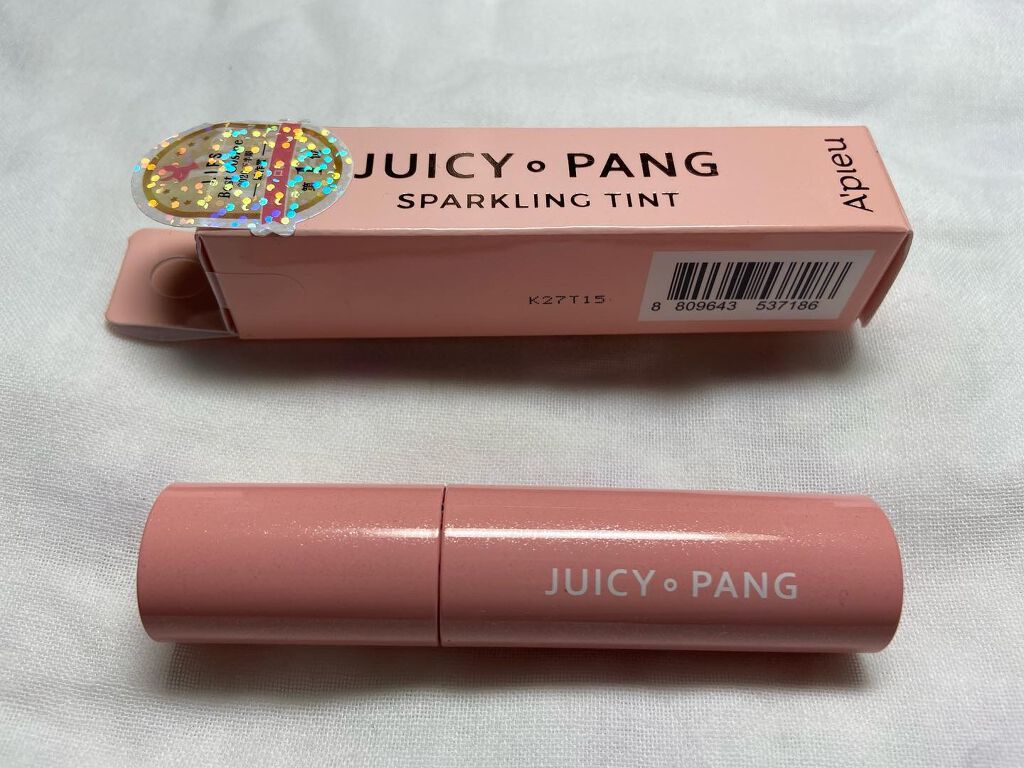 JUICY PANG
SPARKLING TINT
A'pieu
K27T15
8 809643 537186
JUICY PANG